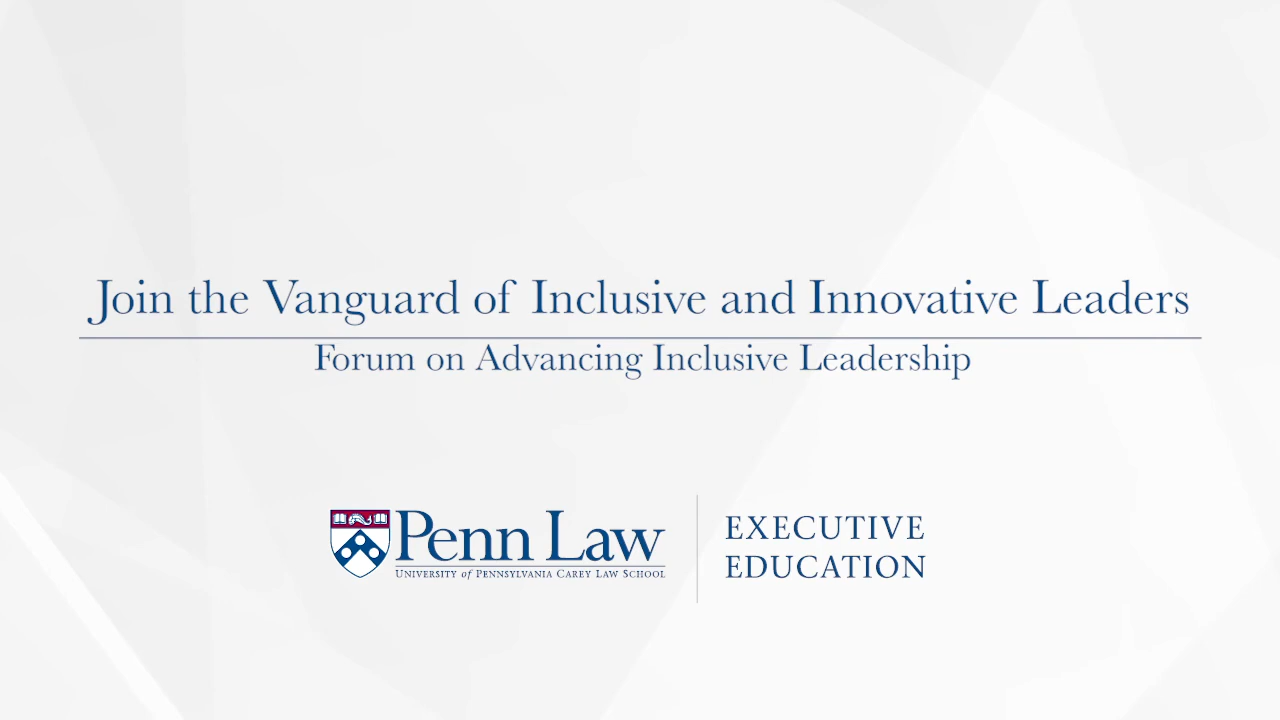 Join the Vanguard of Inclusive and Innovative Leaders
Forum on Advancing Inclusive Leadership
Penn Law
UNIVERSITY of PENNSYLVANIA CAREY LAW SCHOOL
EXECUTIVE
EDUCATION